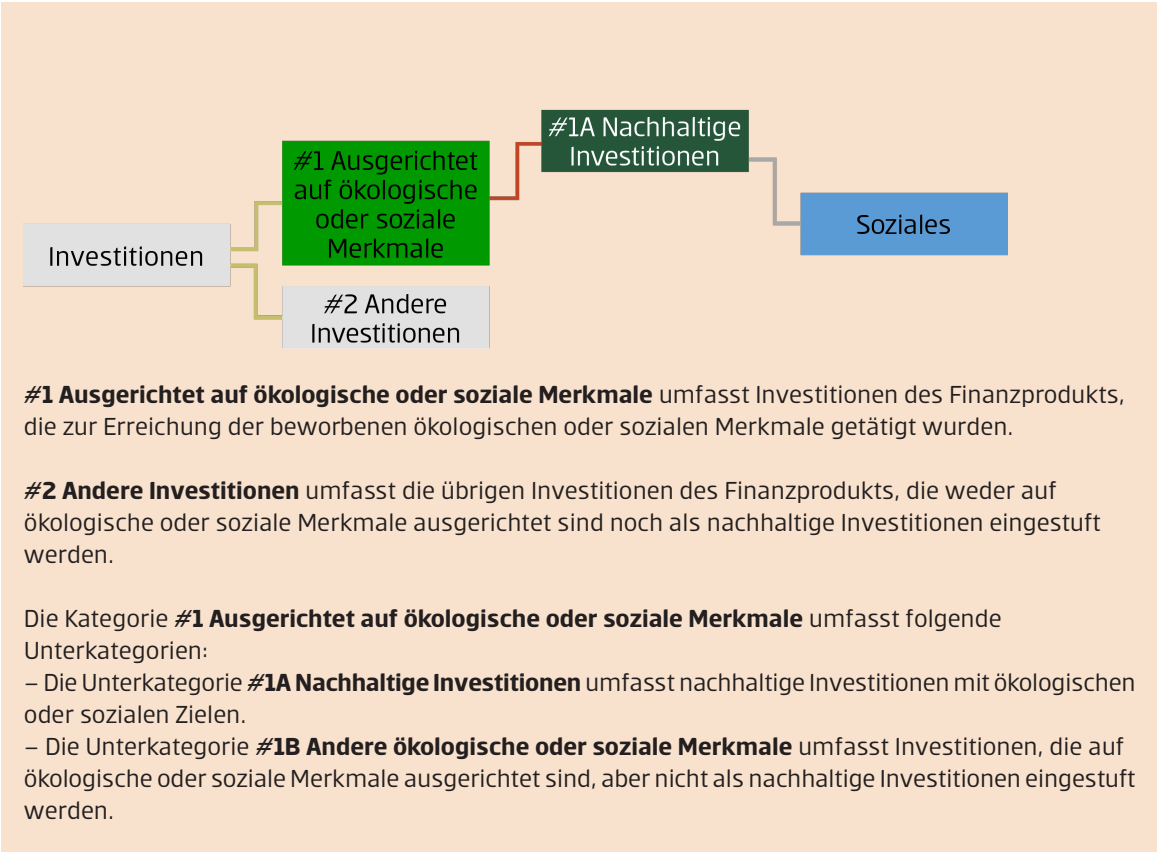 #1A Nachhaltige
Investitionen
#1 Ausgerichtet
auf ökologische
oder soziale
Merkmale
Soziales
Investitionen
#2 Andere
Investitionen
#1 Ausgerichtet auf ökologische oder soziale Merkmale umfasst Investitionen des Finanzprodukts,
die zur Erreichung der beworbenen ökologischen oder sozialen Merkmale getätigt wurden.
#2 Andere Investitionen umfasst die übrigen Investitionen des Finanzprodukts, die weder auf
ökologische oder soziale Merkmale ausgerichtet sind noch als nachhaltige Investitionen eingestuft
werden.
Die Kategorie #1 Ausgerichtet auf ökologische oder soziale Merkmale umfasst folgende
Unterkategorien:
– Die Unterkategorie #1A Nachhaltige Investitionen umfasst nachhaltige Investitionen mit ökologischen
oder sozialen Zielen.
– Die Unterkategorie #1B Andere ökologische oder soziale Merkmale umfasst Investitionen, die auf
ökologische oder soziale Merkmale ausgerichtet sind, aber nicht als nachhaltige Investitionen eingestuft
werden.